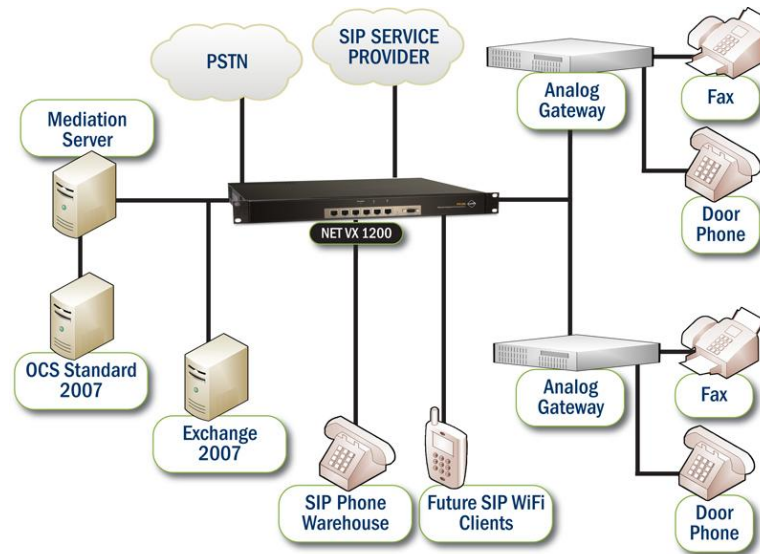 PSTN
SIP SERVICE
PROVIDER
Analog
Gateway
Fax
Mediation
Server
Door
Phone
NET VX 1200
OCS Standard
2007
Exchange
2007
Analog
Gateway
Fax
SIP Phone
Warehouse
Future SIP WiFi
Clients
Door
Phone